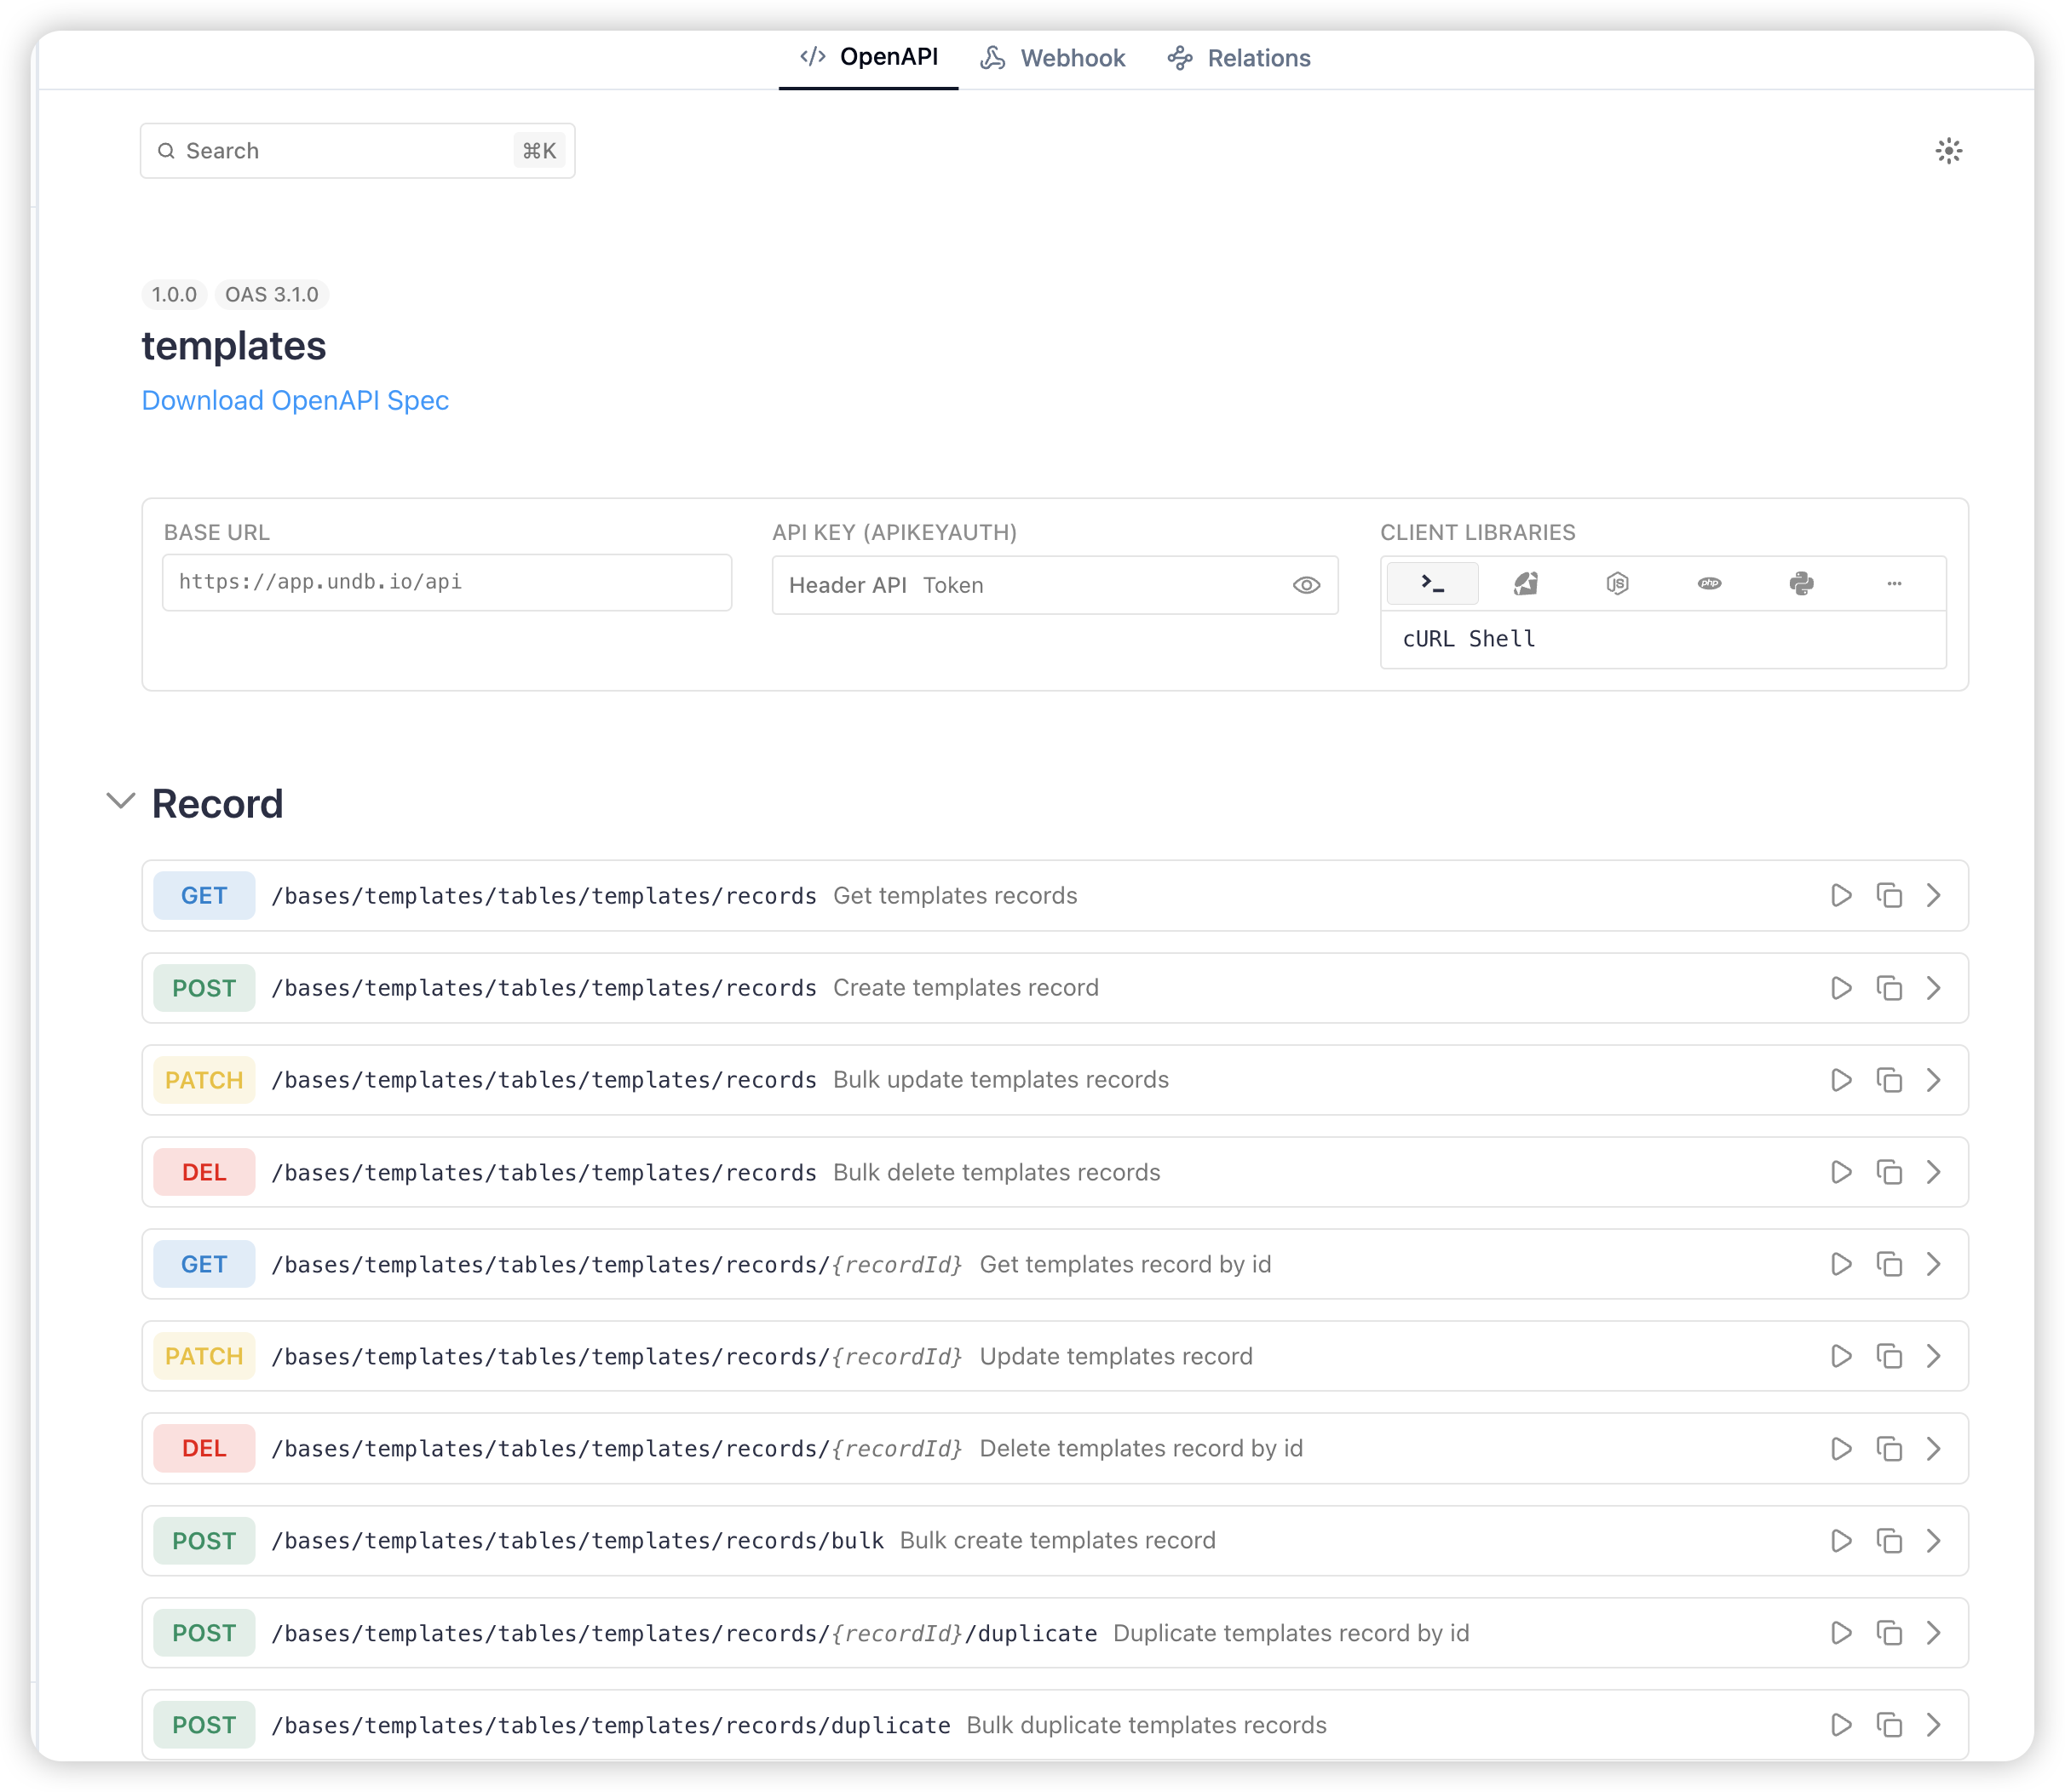 OpenAPI Webhook Relations
Search ⌘K
1.0.0 OAS 3.1.0
templates
Download OpenAPI Spec
BASE URL API KEY (APIKEYAUTH) CLIENT LIBRARIES
https://app.undb.io/api Header API Token JS php ...
cURL Shell
Record
GET /bases/templates/tables/templates/records Get templates records
POST /bases/templates/tables/templates/records Create templates record
PATCH /bases/templates/tables/templates/records Bulk update templates records
DEL /bases/templates/tables/templates/records Bulk delete templates records
GET /bases/templates/tables/templates/records/{recordId} Get templates record by id
PATCH /bases/templates/tables/templates/records/{recordId} Update templates record
DEL /bases/templates/tables/templates/records/{recordId} Delete templates record by id
POST /bases/templates/tables/templates/records/bulk Bulk create templates record
POST /bases/templates/tables/templates/records/{recordId}/duplicate Duplicate templates record by id
POST /bases/templates/tables/templates/records/duplicate Bulk duplicate templates records